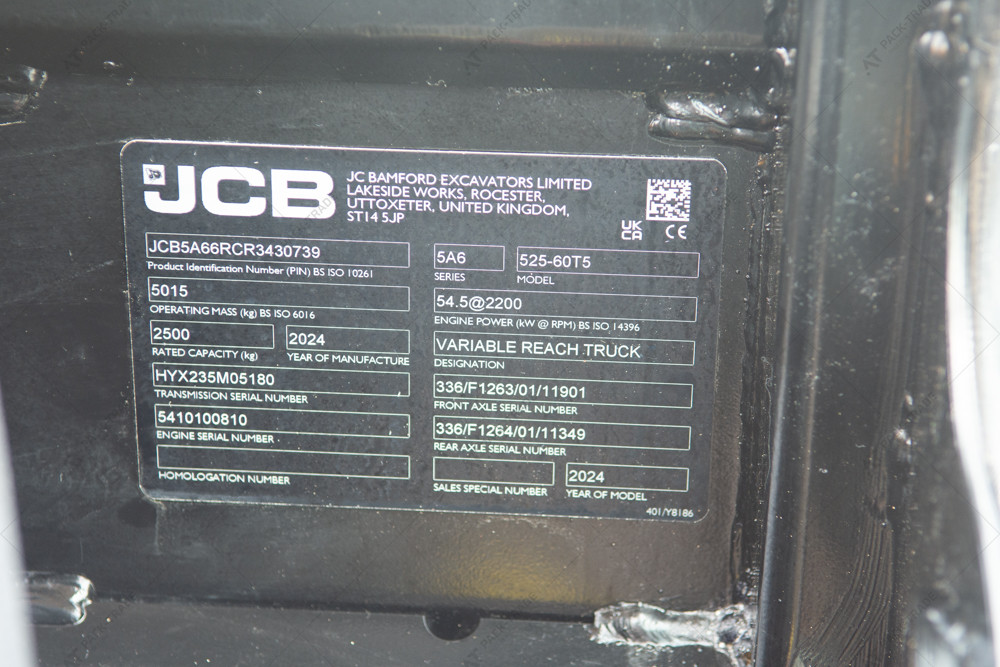 JCB
JC BAMFORD EXCAVATORS LIMITED
LAKESIDE WORKS, ROCESTER,
UTTOXETER, UNITED KINGDOM,
ST14 5JP
UK
CA CE
JCB5A66RCR3430739
Product Identification Number (PIN) BS ISO 10261
5A6
SERIES
525-60T5
MODEL
5015
OPERATING MASS (kg) BS ISO 6016
54.5@2200
ENGINE POWER (kW @ RPM) BS ISO 14396
2500
RATED CAPACITY (kg)
2024
YEAR OF MANUFACTURE
VARIABLE REACH TRUCK
DESIGNATION
HYX235M05180
TRANSMISSION SERIAL NUMBER
336/F1263/01/11901
FRONT AXLE SERIAL NUMBER
5410100810
ENGINE SERIAL NUMBER
336/F1264/01/11349
REAR AXLE SERIAL NUMBER
HOMOLOGATION NUMBER
SALES SPECIAL NUMBER
2024
YEAR OF MODEL
401/Y8186